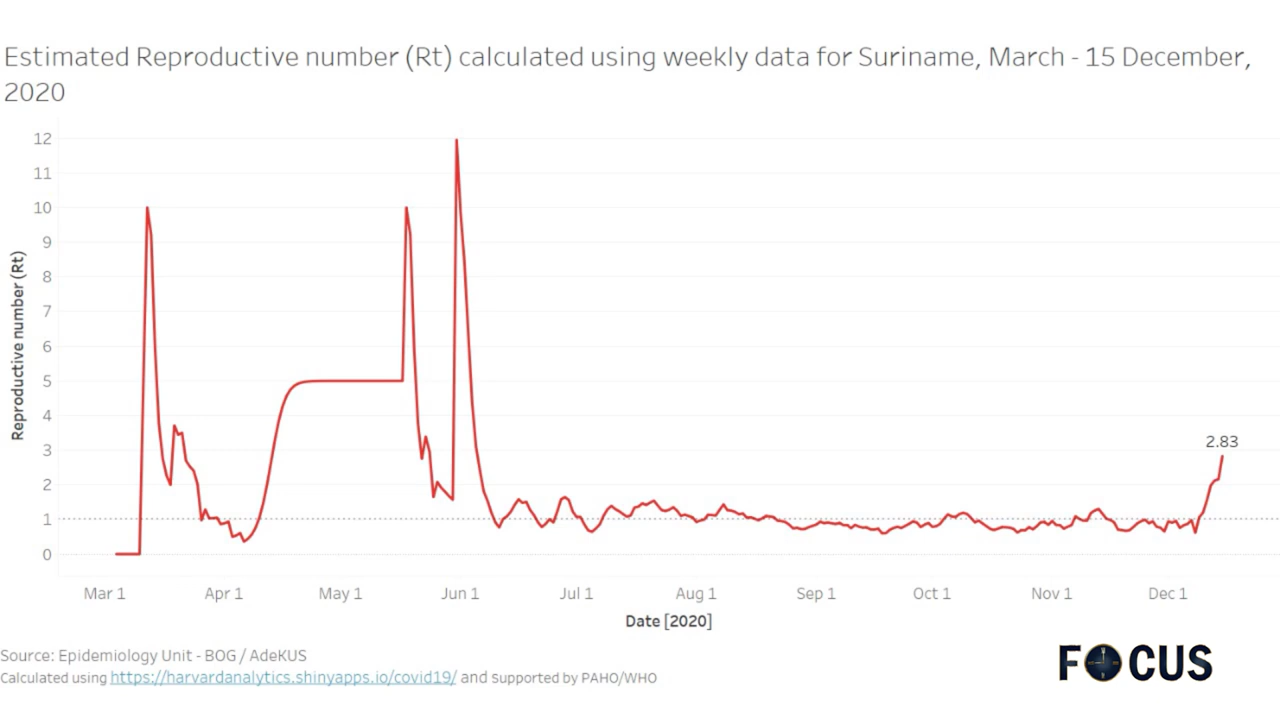 Estimated Reproductive number (Rt) calculated using weekly data for Suriname, March - 15 December,
2020
12
11
10
9
8
7
6
5
4
3
2
1
0
Reproductive number (Rt)
2.83
Mar 1 Apr 1 May 1 Jun 1 Jul 1 Aug 1 Sep 1 Oct 1 Nov 1 Dec 1
Date [2020]
Source: Epidemiology Unit - BOG / AdeKUS
Calculated using https://harvardanalytics.shinyapps.io/covid19/ and supported by PAHO/WHO
FOCUS